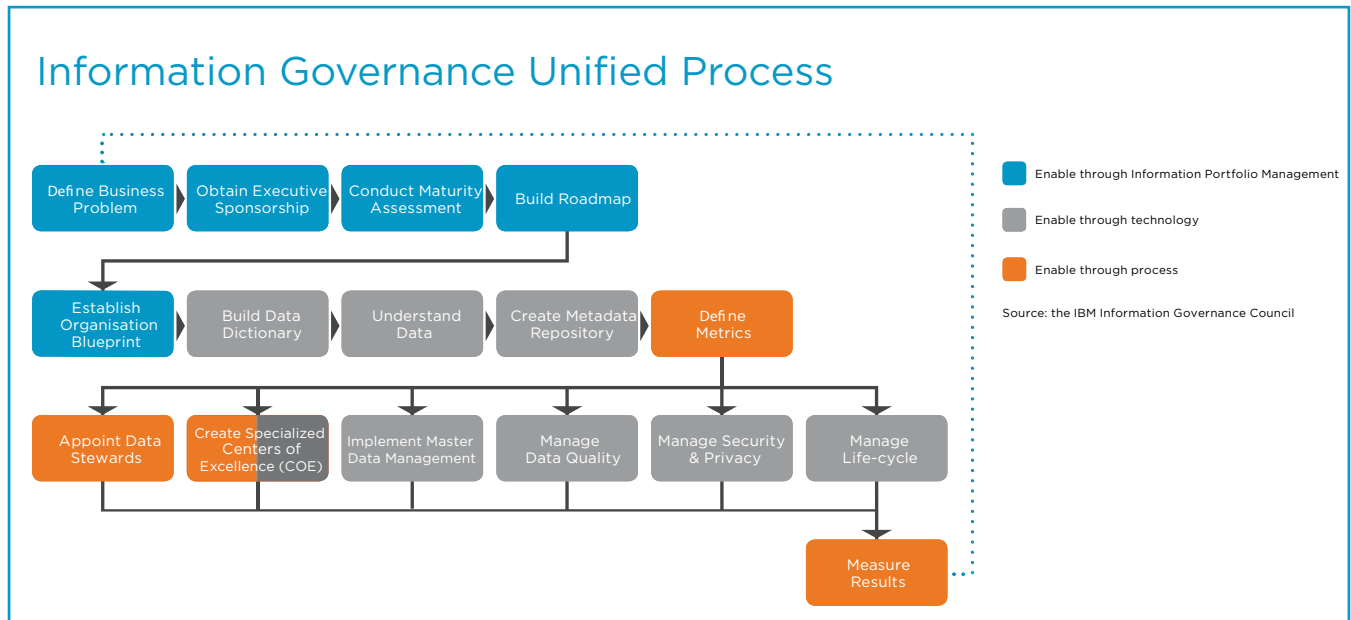 Information Governance Unified Process
Define Business
Problem
Obtain Executive
Sponsorship
Conduct Maturity
Assessment
Build Roadmap
Establish
Organisation
Blueprint
Build Data
Dictionary
Understand
Data
Create Metadata
Repository
Define
Metrics
Appoint Data
Stewards
Create Specialized
Centers of
Excellence (COE)
Implement Master
Data Management
Manage
Data Quality
Manage Security
& Privacy
Manage
Life-cycle
Measure
Results
Enable through Information Portfolio Management
Enable through technology
Enable through process
Source: the IBM Information Governance Council